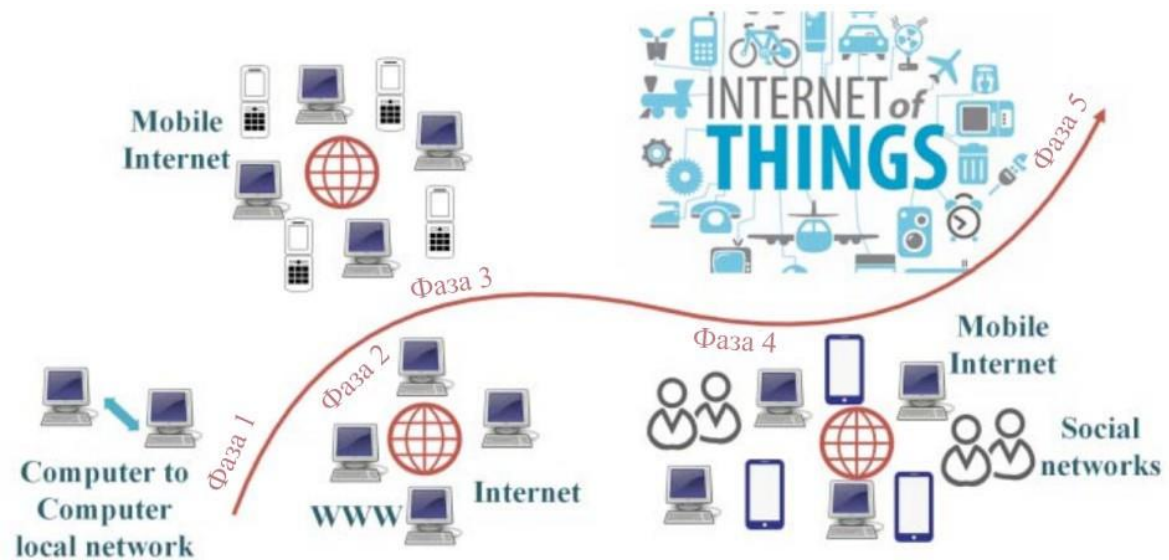 Mobile
Internet
INTERNET of
THINGS
Фаза 5
Фаза 3
Фаза 4
Mobile
Internet
Фаза 2
Фаза 1
Social
networks
Computer to
Computer
local network
WWW
Internet